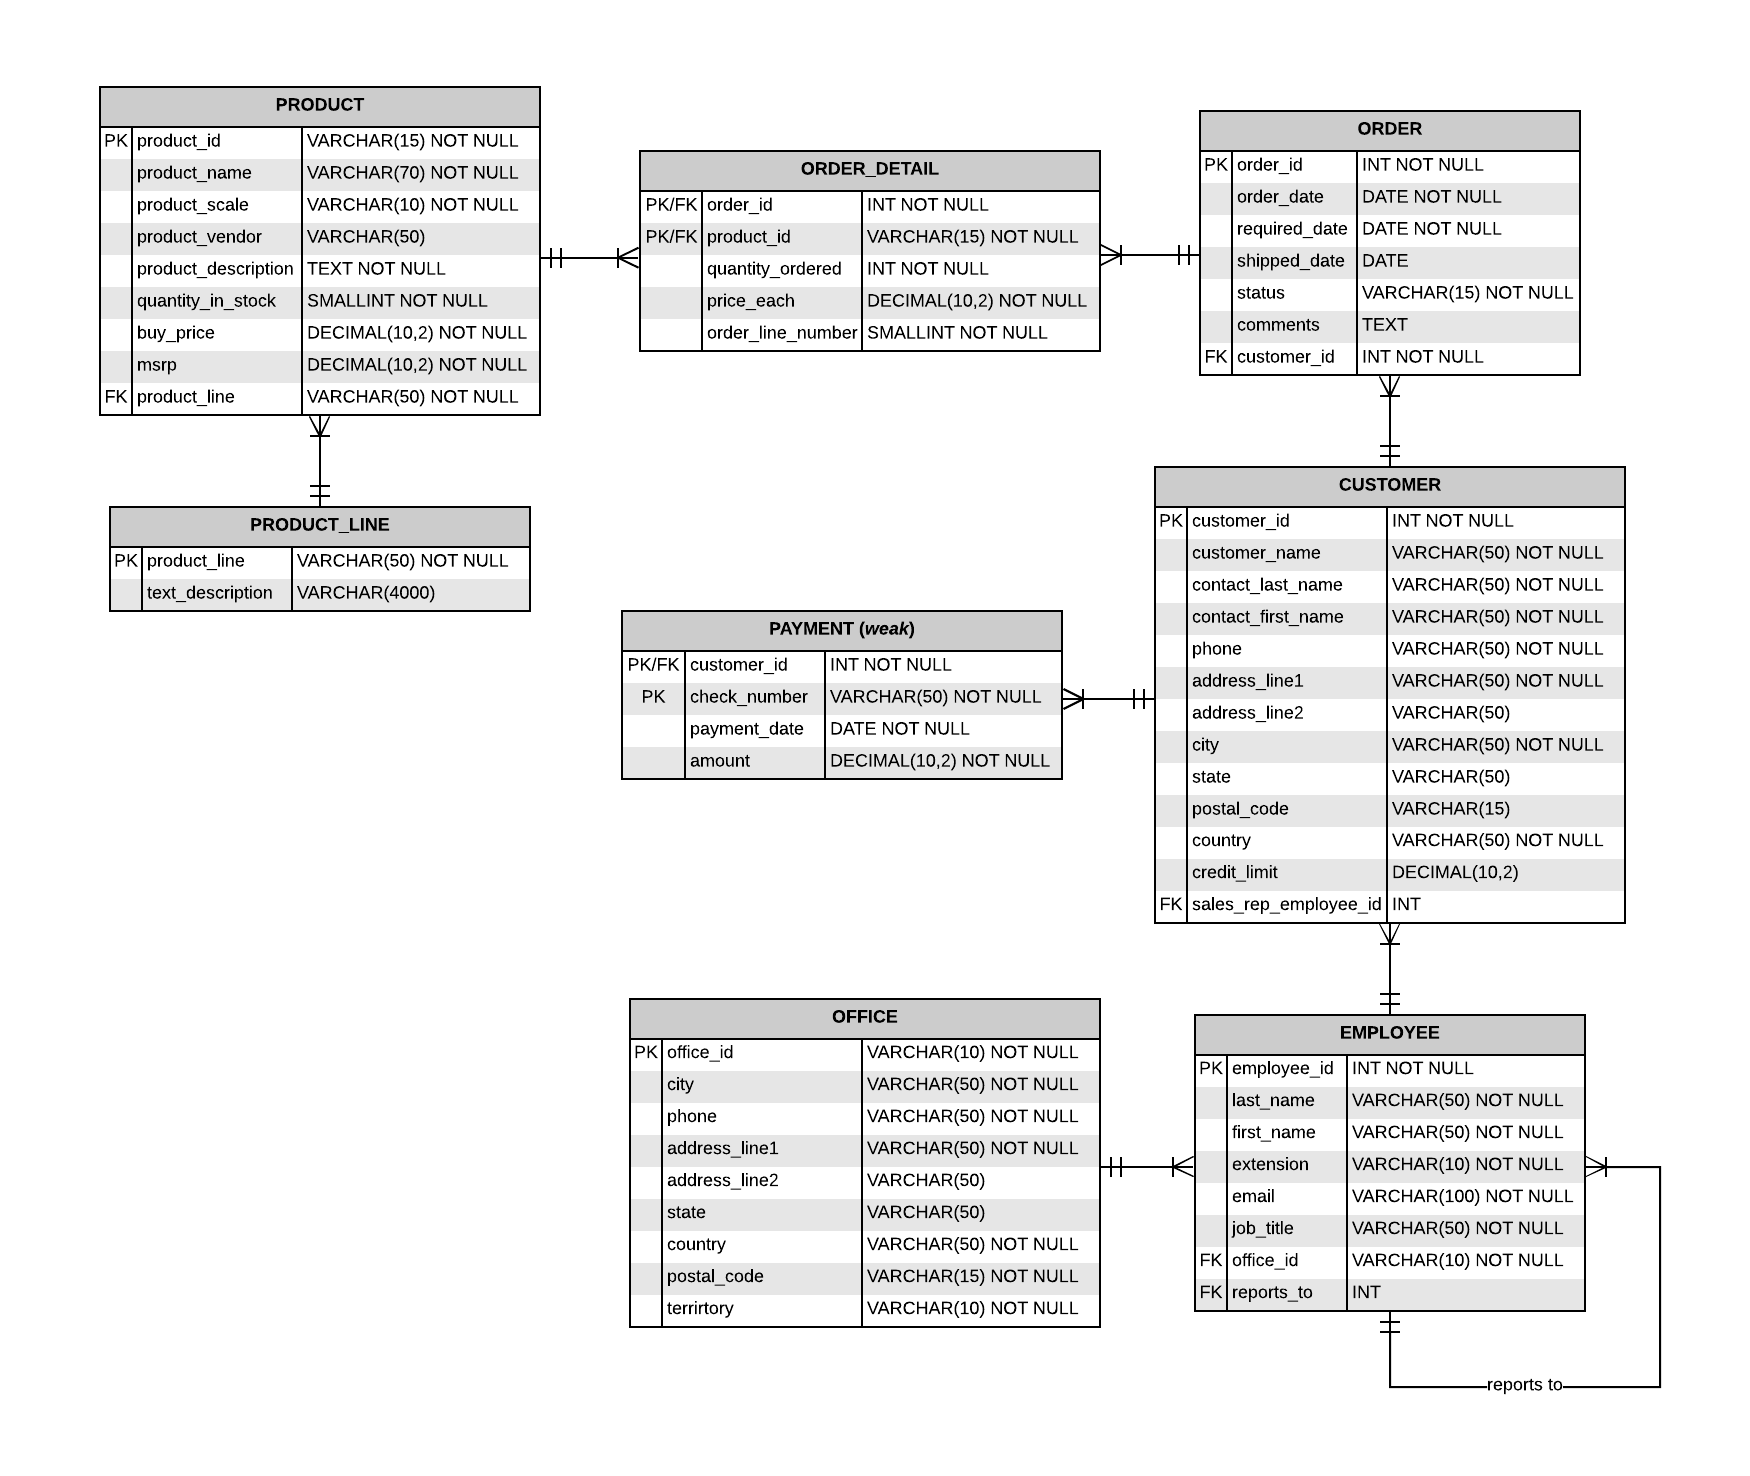 PRODUCT
PK product_id VARCHAR(15) NOT NULL
product_name VARCHAR(70) NOT NULL
product_scale VARCHAR(10) NOT NULL
product_vendor VARCHAR(50)
product_description TEXT NOT NULL
quantity_in_stock SMALLINT NOT NULL
buy_price DECIMAL(10,2) NOT NULL
msrp DECIMAL(10,2) NOT NULL
FK product_line VARCHAR(50) NOT NULL
ORDER_DETAIL
PK/FK order_id INT NOT NULL
PK/FK product_id VARCHAR(15) NOT NULL
quantity_ordered INT NOT NULL
price_each DECIMAL(10,2) NOT NULL
order_line_number SMALLINT NOT NULL
ORDER
PK order_id INT NOT NULL
order_date DATE NOT NULL
required_date DATE NOT NULL
shipped_date DATE
status VARCHAR(15) NOT NULL
comments TEXT
FK customer_id INT NOT NULL
PRODUCT_LINE
PK product_line VARCHAR(50) NOT NULL
text_description VARCHAR(4000)
CUSTOMER
PK customer_id INT NOT NULL
customer_name VARCHAR(50) NOT NULL
contact_last_name VARCHAR(50) NOT NULL
contact_first_name VARCHAR(50) NOT NULL
phone VARCHAR(50) NOT NULL
address_line1 VARCHAR(50) NOT NULL
address_line2 VARCHAR(50)
city VARCHAR(50) NOT NULL
state VARCHAR(50)
postal_code VARCHAR(15)
country VARCHAR(50) NOT NULL
credit_limit DECIMAL(10,2)
FK sales_rep_employee_id INT
PAYMENT (weak)
PK/FK customer_id INT NOT NULL
PK check_number VARCHAR(50) NOT NULL
payment_date DATE NOT NULL
amount DECIMAL(10,2) NOT NULL
OFFICE
PK office_id VARCHAR(10) NOT NULL
city VARCHAR(50) NOT NULL
phone VARCHAR(50) NOT NULL
address_line1 VARCHAR(50) NOT NULL
address_line2 VARCHAR(50)
state VARCHAR(50)
country VARCHAR(50) NOT NULL
postal_code VARCHAR(15) NOT NULL
terrirtory VARCHAR(10) NOT NULL
EMPLOYEE
PK employee_id INT NOT NULL
last_name VARCHAR(50) NOT NULL
first_name VARCHAR(50) NOT NULL
extension VARCHAR(10) NOT NULL
email VARCHAR(100) NOT NULL
job_title VARCHAR(50) NOT NULL
FK office_id VARCHAR(10) NOT NULL
FK reports_to INT
reports to